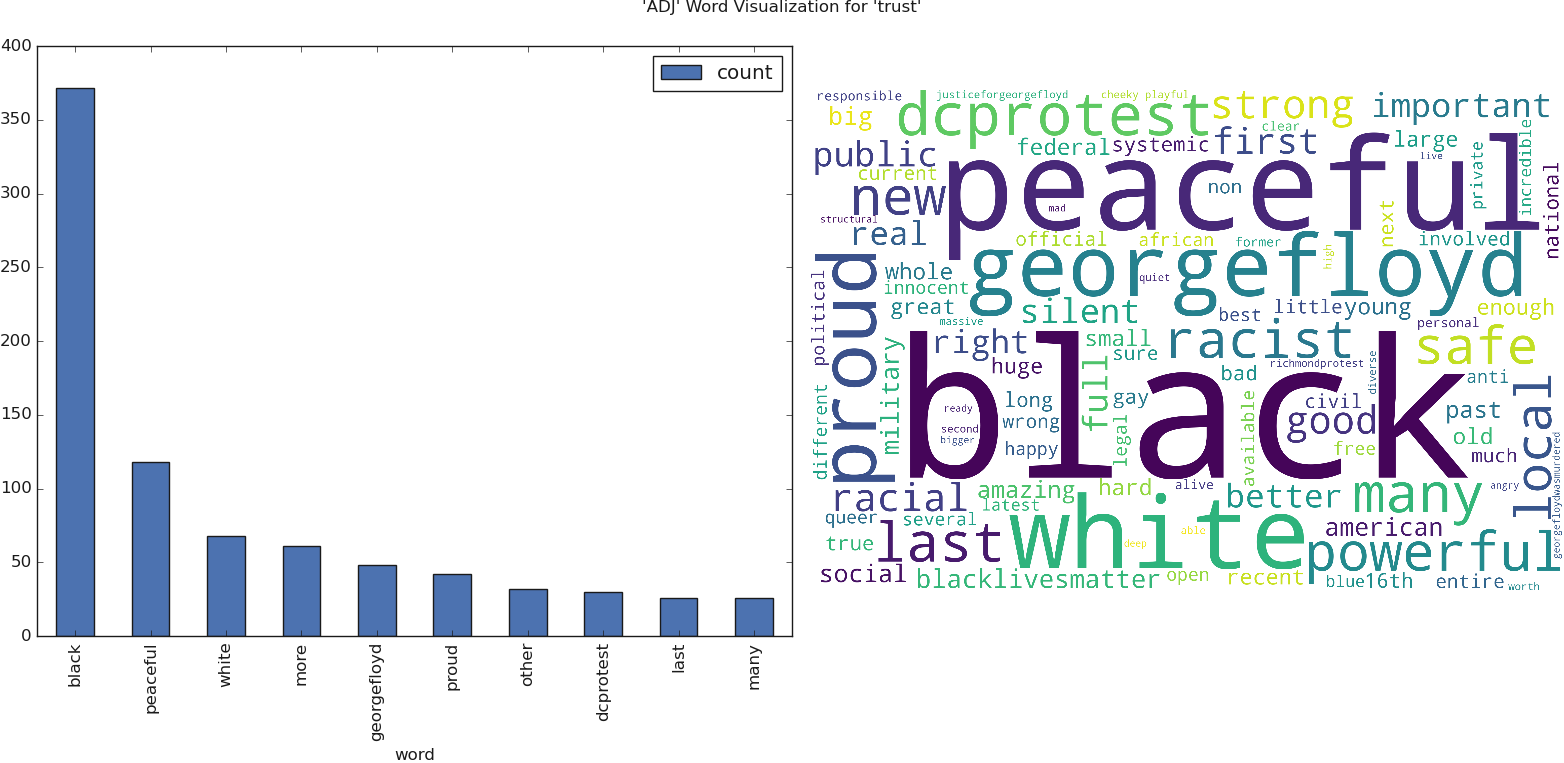 'ADJ' Word Visualization for 'trust'
400
350
300
250
200
150
100
50
0
count
black
peaceful
white
more
georgefloyd
proud
other
dcprotest
last
many
word
responsible
justiceforgeorgefloyd
cheeky playful
big
dcprotest
strong
important
clear
public
federal
systemic
first
large
live
private
incredible
national
current
new
peaceful
non
mad
structural
real
official
african
former
high
next
involved
political
proud
whole
georgefloyd
quiet
innocent
great
silent
best
little
young
enough
massive
personal
right
small
racist
safe
sure
huge
military
bad
richmondprotest
diverse
anti
different
black
full
gay
ready
long
civil
past
local
second
wrong
good
bigger
legal
available
old
happy
free
much
racial
amazing
hard
alive
better
many
angry
georgefloydwasmurdered
latest
queer
several
last
white
american
true
deep
able
powerful
social
blacklivesmatter
open
recent
blue
16th
entire
worth